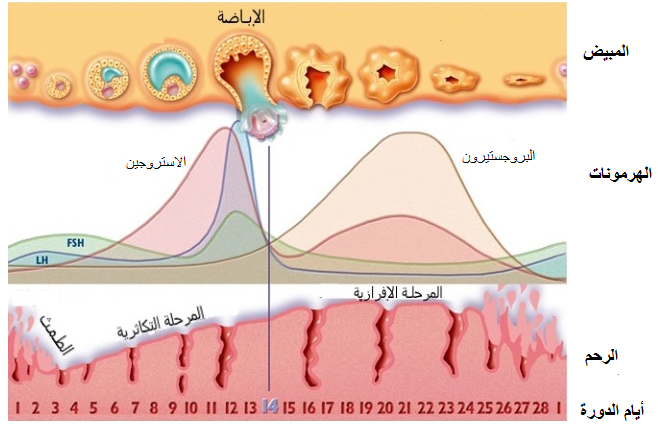 الإباضة
المبيض
الاستروجين
البروجستيرون
الهرمونات
FSH
LH
الطمث
المرحلة التكاثرية
المرحلة الإفرازية
الرحم
1 2 3 4 5 6 7 8 9 10 11 12 13 14 15 16 17 18 19 20 21 22 23 24 25 26 27 28 1
أيام الدورة